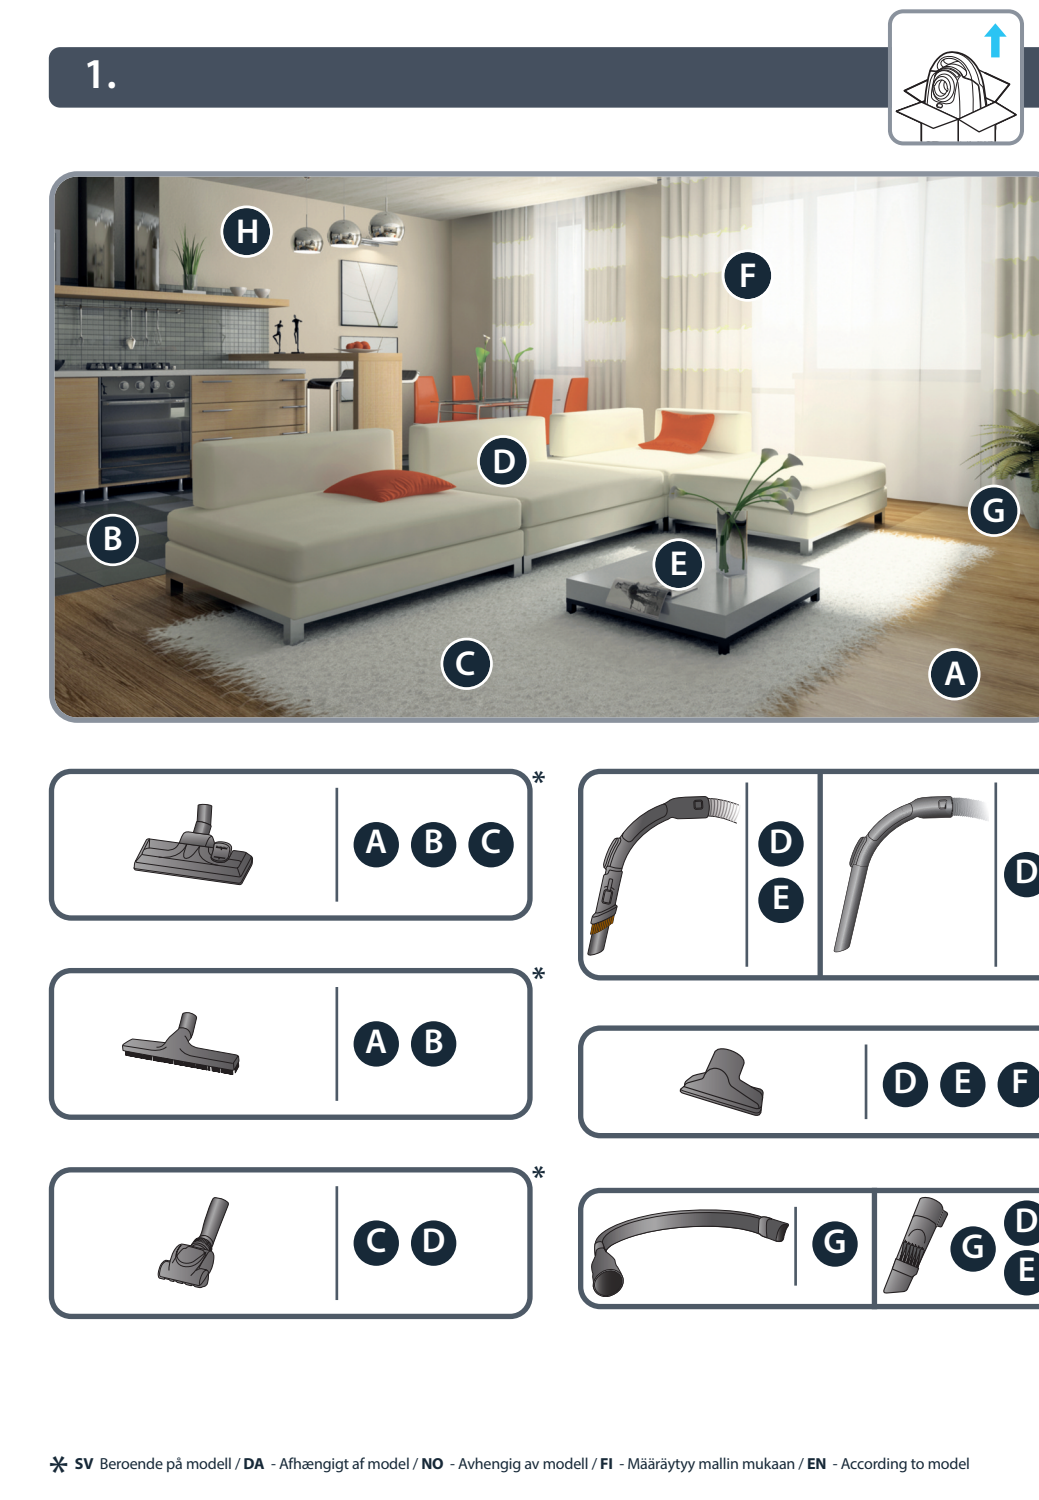 1.
H
F
D
G
B
E
C
A
*
A B C
D
E
D
*
A B
D E F
*
C D
G
G
D
E
* SV Beroende på modell / DA - Afhængigt af model / NO - Avhengig av modell / FI - Määräytyy mallin mukaan / EN - According to model